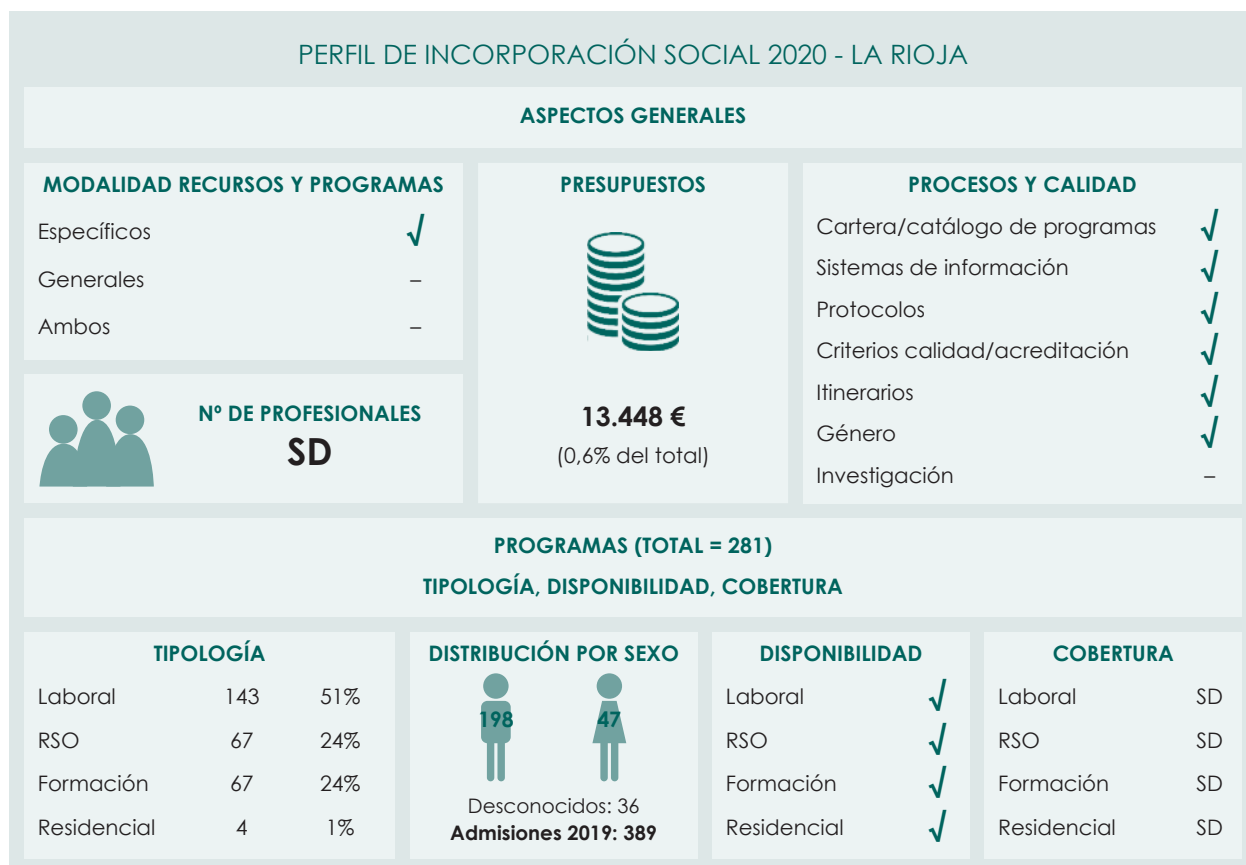 PERFIL DE INCORPORACIÓN SOCIAL 2020 - LA RIOJA
ASPECTOS GENERALES
MODALIDAD RECURSOS Y PROGRAMAS
Específicos √
Generales –
Ambos –
Nº DE PROFESIONALES
SD
PRESUPUESTOS
13.448 €
(0,6% del total)
PROCESOS Y CALIDAD
Cartera/catálogo de programas √
Sistemas de información √
Protocolos √
Criterios calidad/acreditación √
Itinerarios √
Género √
Investigación –
PROGRAMAS (TOTAL = 281)
TIPOLOGÍA, DISPONIBILIDAD, COBERTURA
TIPOLOGÍA
Laboral 143 51%
RSO 67 24%
Formación 67 24%
Residencial 4 1%
DISTRIBUCIÓN POR SEXO
198 47
Desconocidos: 36
Admisiones 2019: 389
DISPONIBILIDAD
Laboral √
RSO √
Formación √
Residencial √
COBERTURA
Laboral SD
RSO SD
Formación SD
Residencial SD